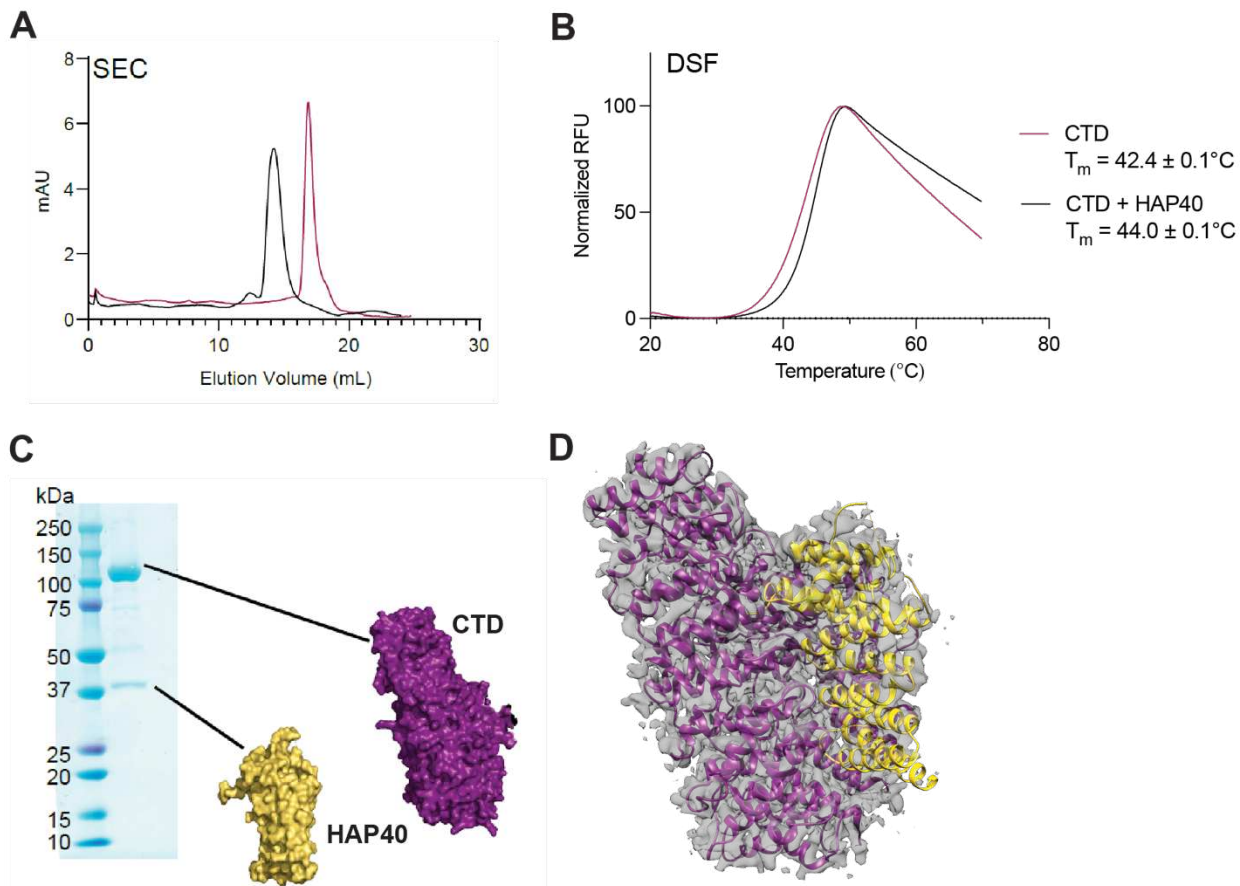 A
SEC
8
6
4
2
0
mAU
0
10
20
30
Elution Volume (mL)
B
DSF
100
50
0
Normalized RFU
20
40
60
80
Temperature (°C)
CTD
Tm = 42.4 ± 0.1°C
CTD + HAP40
Tm = 44.0 ± 0.1°C
C
kDa
250
150
100
75
50
37
25
20
15
10
CTD
HAP40
D